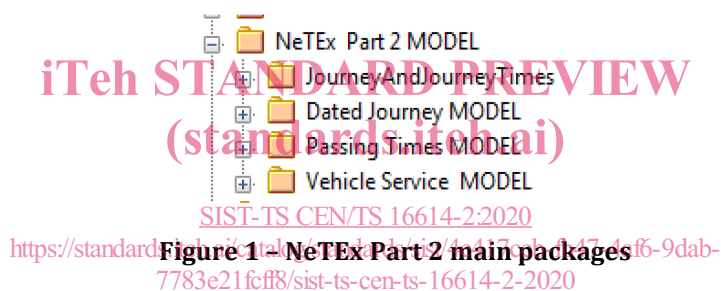 NeTEx Part 2 MODEL
iTeh STANDARD PREVIEW
JourneyAndJourneyTimes
Dated Journey MODEL
(standards.iteh.ai)
Passing Times MODEL
Vehicle Service MODEL
SIST-TS CEN/TS 16614-2:2020
Figure 1 – NeTEx Part 2 main packages
7783e21fcff8/sist-ts-cen-ts-16614-2-2020